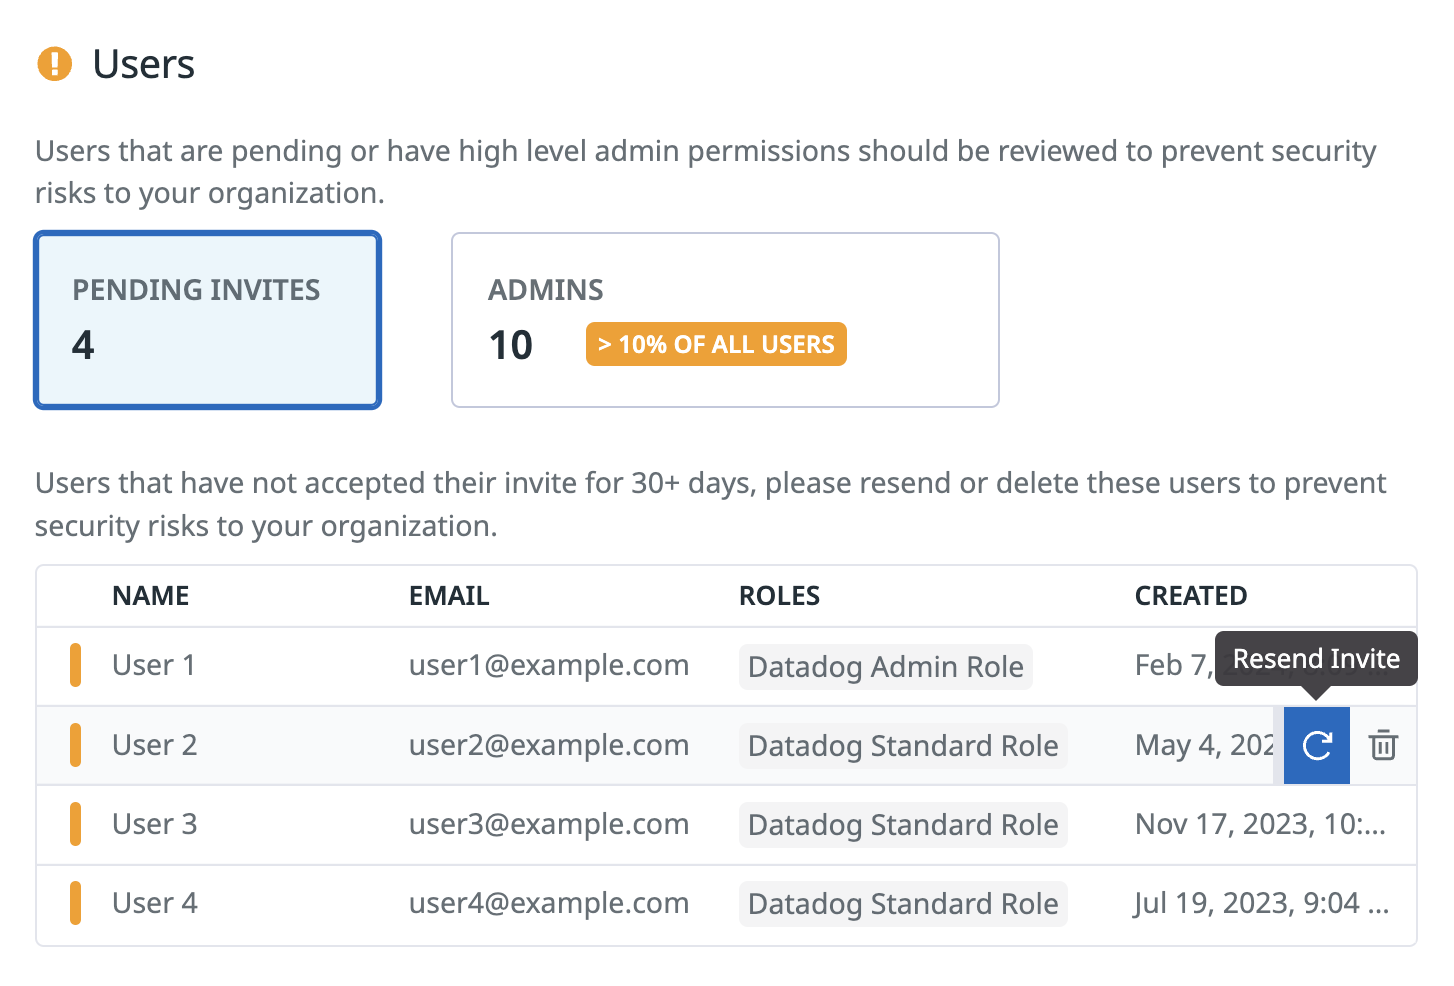 Users
Users that are pending or have high level admin permissions should be reviewed to prevent security
risks to your organization.
PENDING INVITES
4
ADMINS
10 > 10% OF ALL USERS
Users that have not accepted their invite for 30+ days, please resend or delete these users to prevent
security risks to your organization.
NAME EMAIL ROLES CREATED
User 1 user1@example.com Datadog Admin Role Feb 7,
Resend Invite
User 2 user2@example.com Datadog Standard Role May 4, 202
User 3 user3@example.com Datadog Standard Role Nov 17, 2023, 10:...
User 4 user4@example.com Datadog Standard Role Jul 19, 2023, 9:04 ...